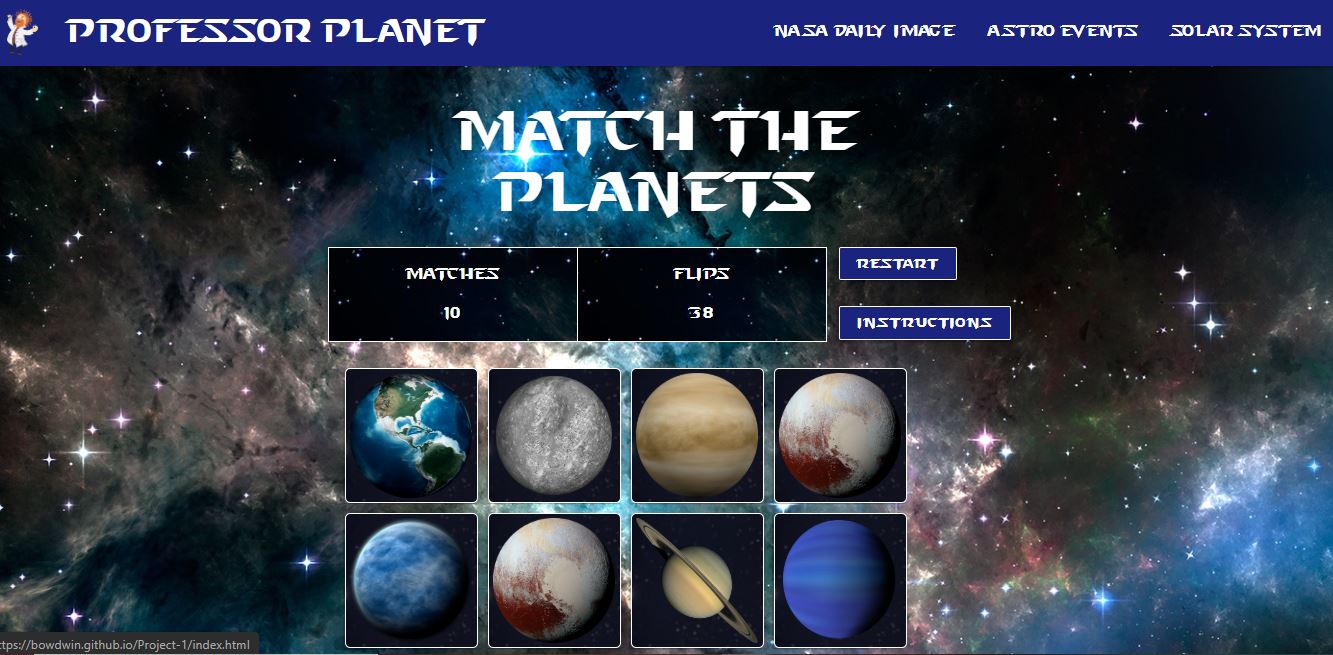 PROFESSOR PLANET
NASA DAILY IMAGE
ASTRO EVENTS
SOLAR SYSTEM
MATCH THE
PLANETS
MATCHES
10
FLIPS
38
RESTART
INSTRUCTIONS
ttps://bowdwin.github.io/Project-1/index.html